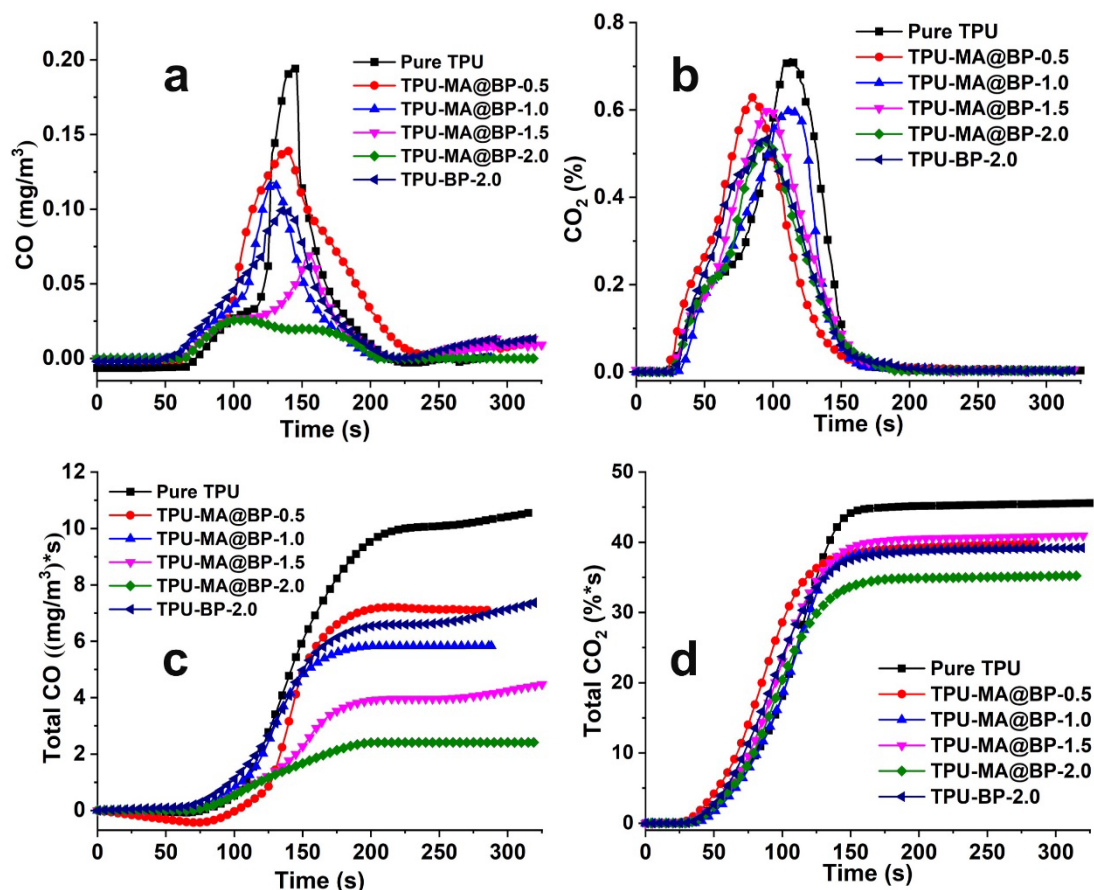 a
CO (mg/m³)
0.20
0.15
0.10
0.05
0.00
0 50 100 150 200 250 300
Time (s)
Pure TPU
TPU-MA@BP-0.5
TPU-MA@BP-1.0
TPU-MA@BP-1.5
TPU-MA@BP-2.0
TPU-BP-2.0
b
CO₂ (%)
0.8
0.6
0.4
0.2
0.0
0 50 100 150 200 250 300
Time (s)
Pure TPU
TPU-MA@BP-0.5
TPU-MA@BP-1.0
TPU-MA@BP-1.5
TPU-MA@BP-2.0
TPU-BP-2.0
c
Total CO ((mg/m³)*s)
12
10
8
6
4
2
0
0 50 100 150 200 250 300
Time (s)
Pure TPU
TPU-MA@BP-0.5
TPU-MA@BP-1.0
TPU-MA@BP-1.5
TPU-MA@BP-2.0
TPU-BP-2.0
d
Total CO₂ (%*s)
50
40
30
20
10
0
0 50 100 150 200 250 300
Time (s)
Pure TPU
TPU-MA@BP-0.5
TPU-MA@BP-1.0
TPU-MA@BP-1.5
TPU-MA@BP-2.0
TPU-BP-2.0